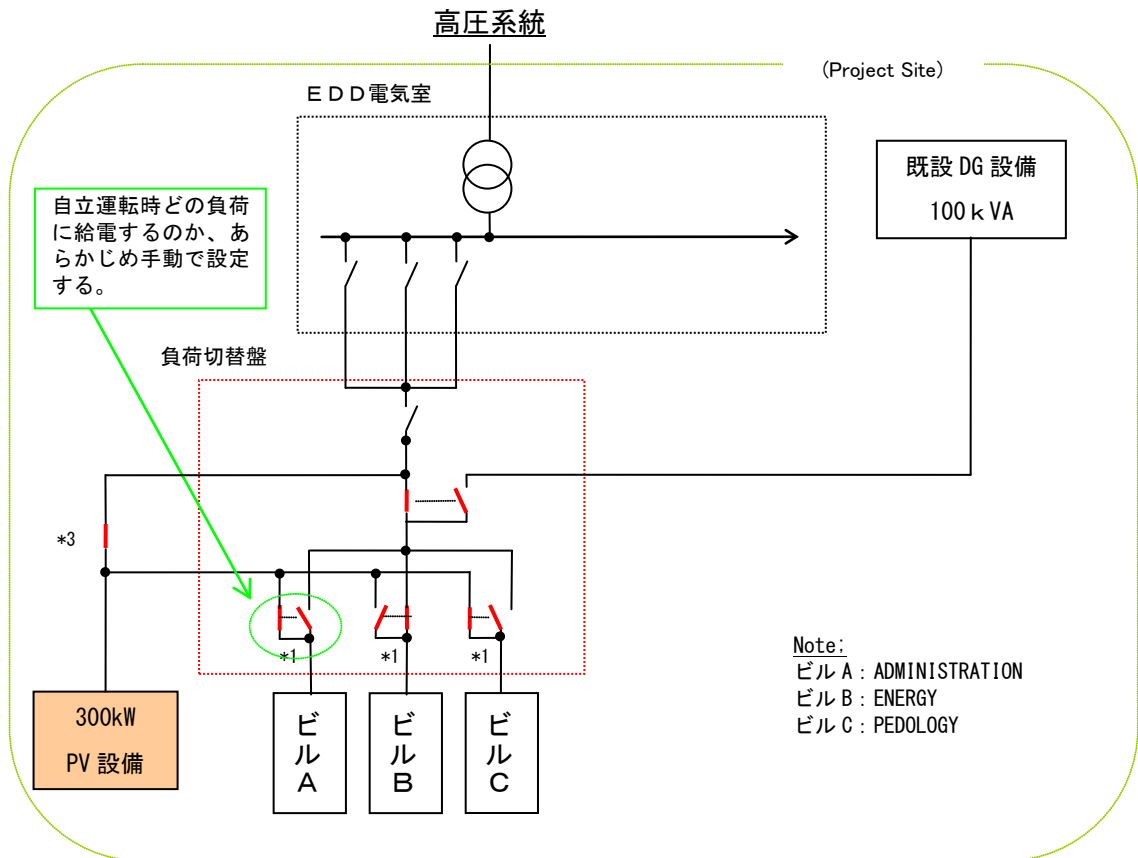 高圧系統
(Project Site)
ＥＤＤ電気室
既設 DG 設備
100ｋVA
自立運転時どの負荷
に給電するのか、あ
らかじめ手動で設定
する。
負荷切替盤
*3
*1
*1
*1
300kW
PV 設備
ビルＡ
ビルＢ
ビルＣ
Note;
ビル A：ADMINISTRATION
ビル B：ENERGY
ビル C：PEDOLOGY